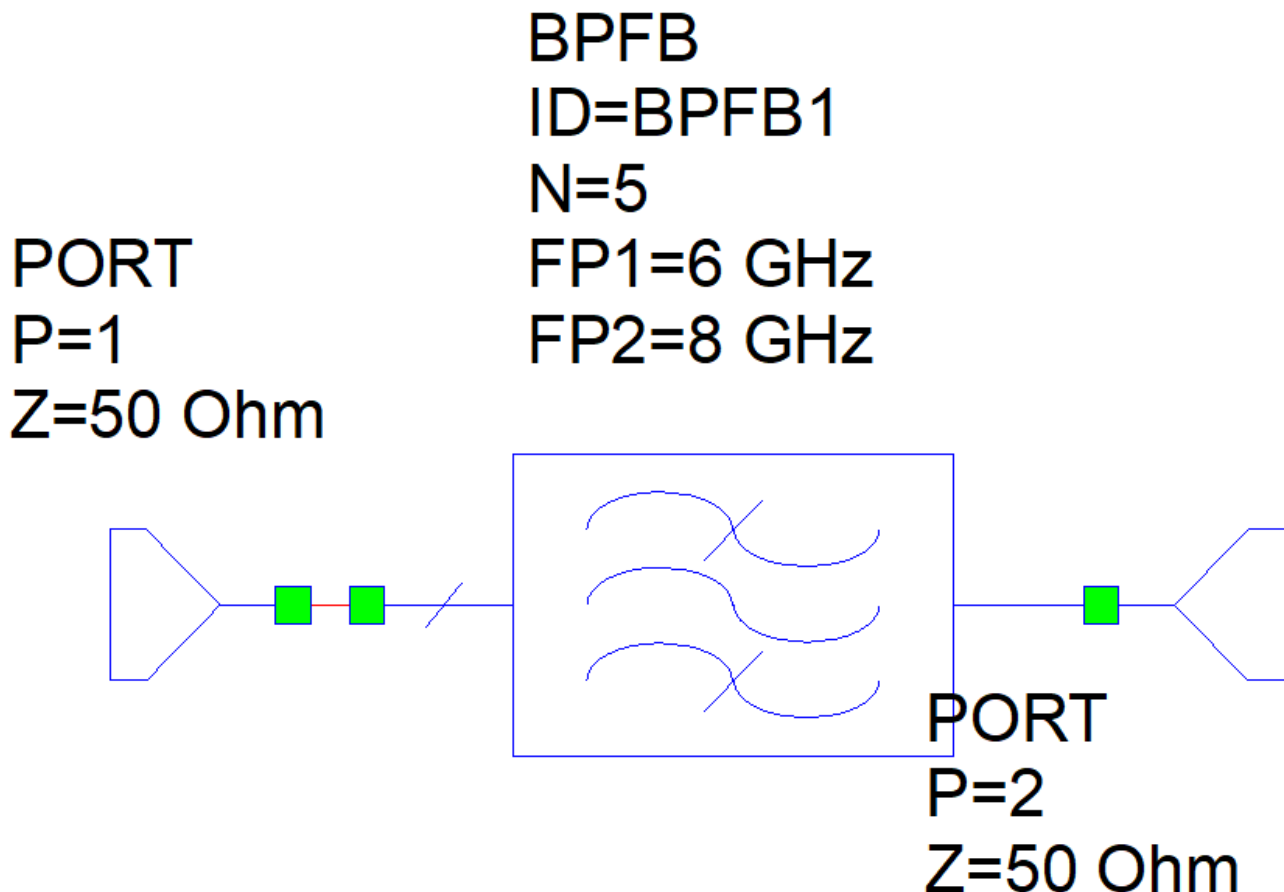 BPFB
ID=BPFB1
N=5
FP1=6 GHz
FP2=8 GHz
PORT
P=1
Z=50 Ohm
PORT
P=2
Z=50 Ohm